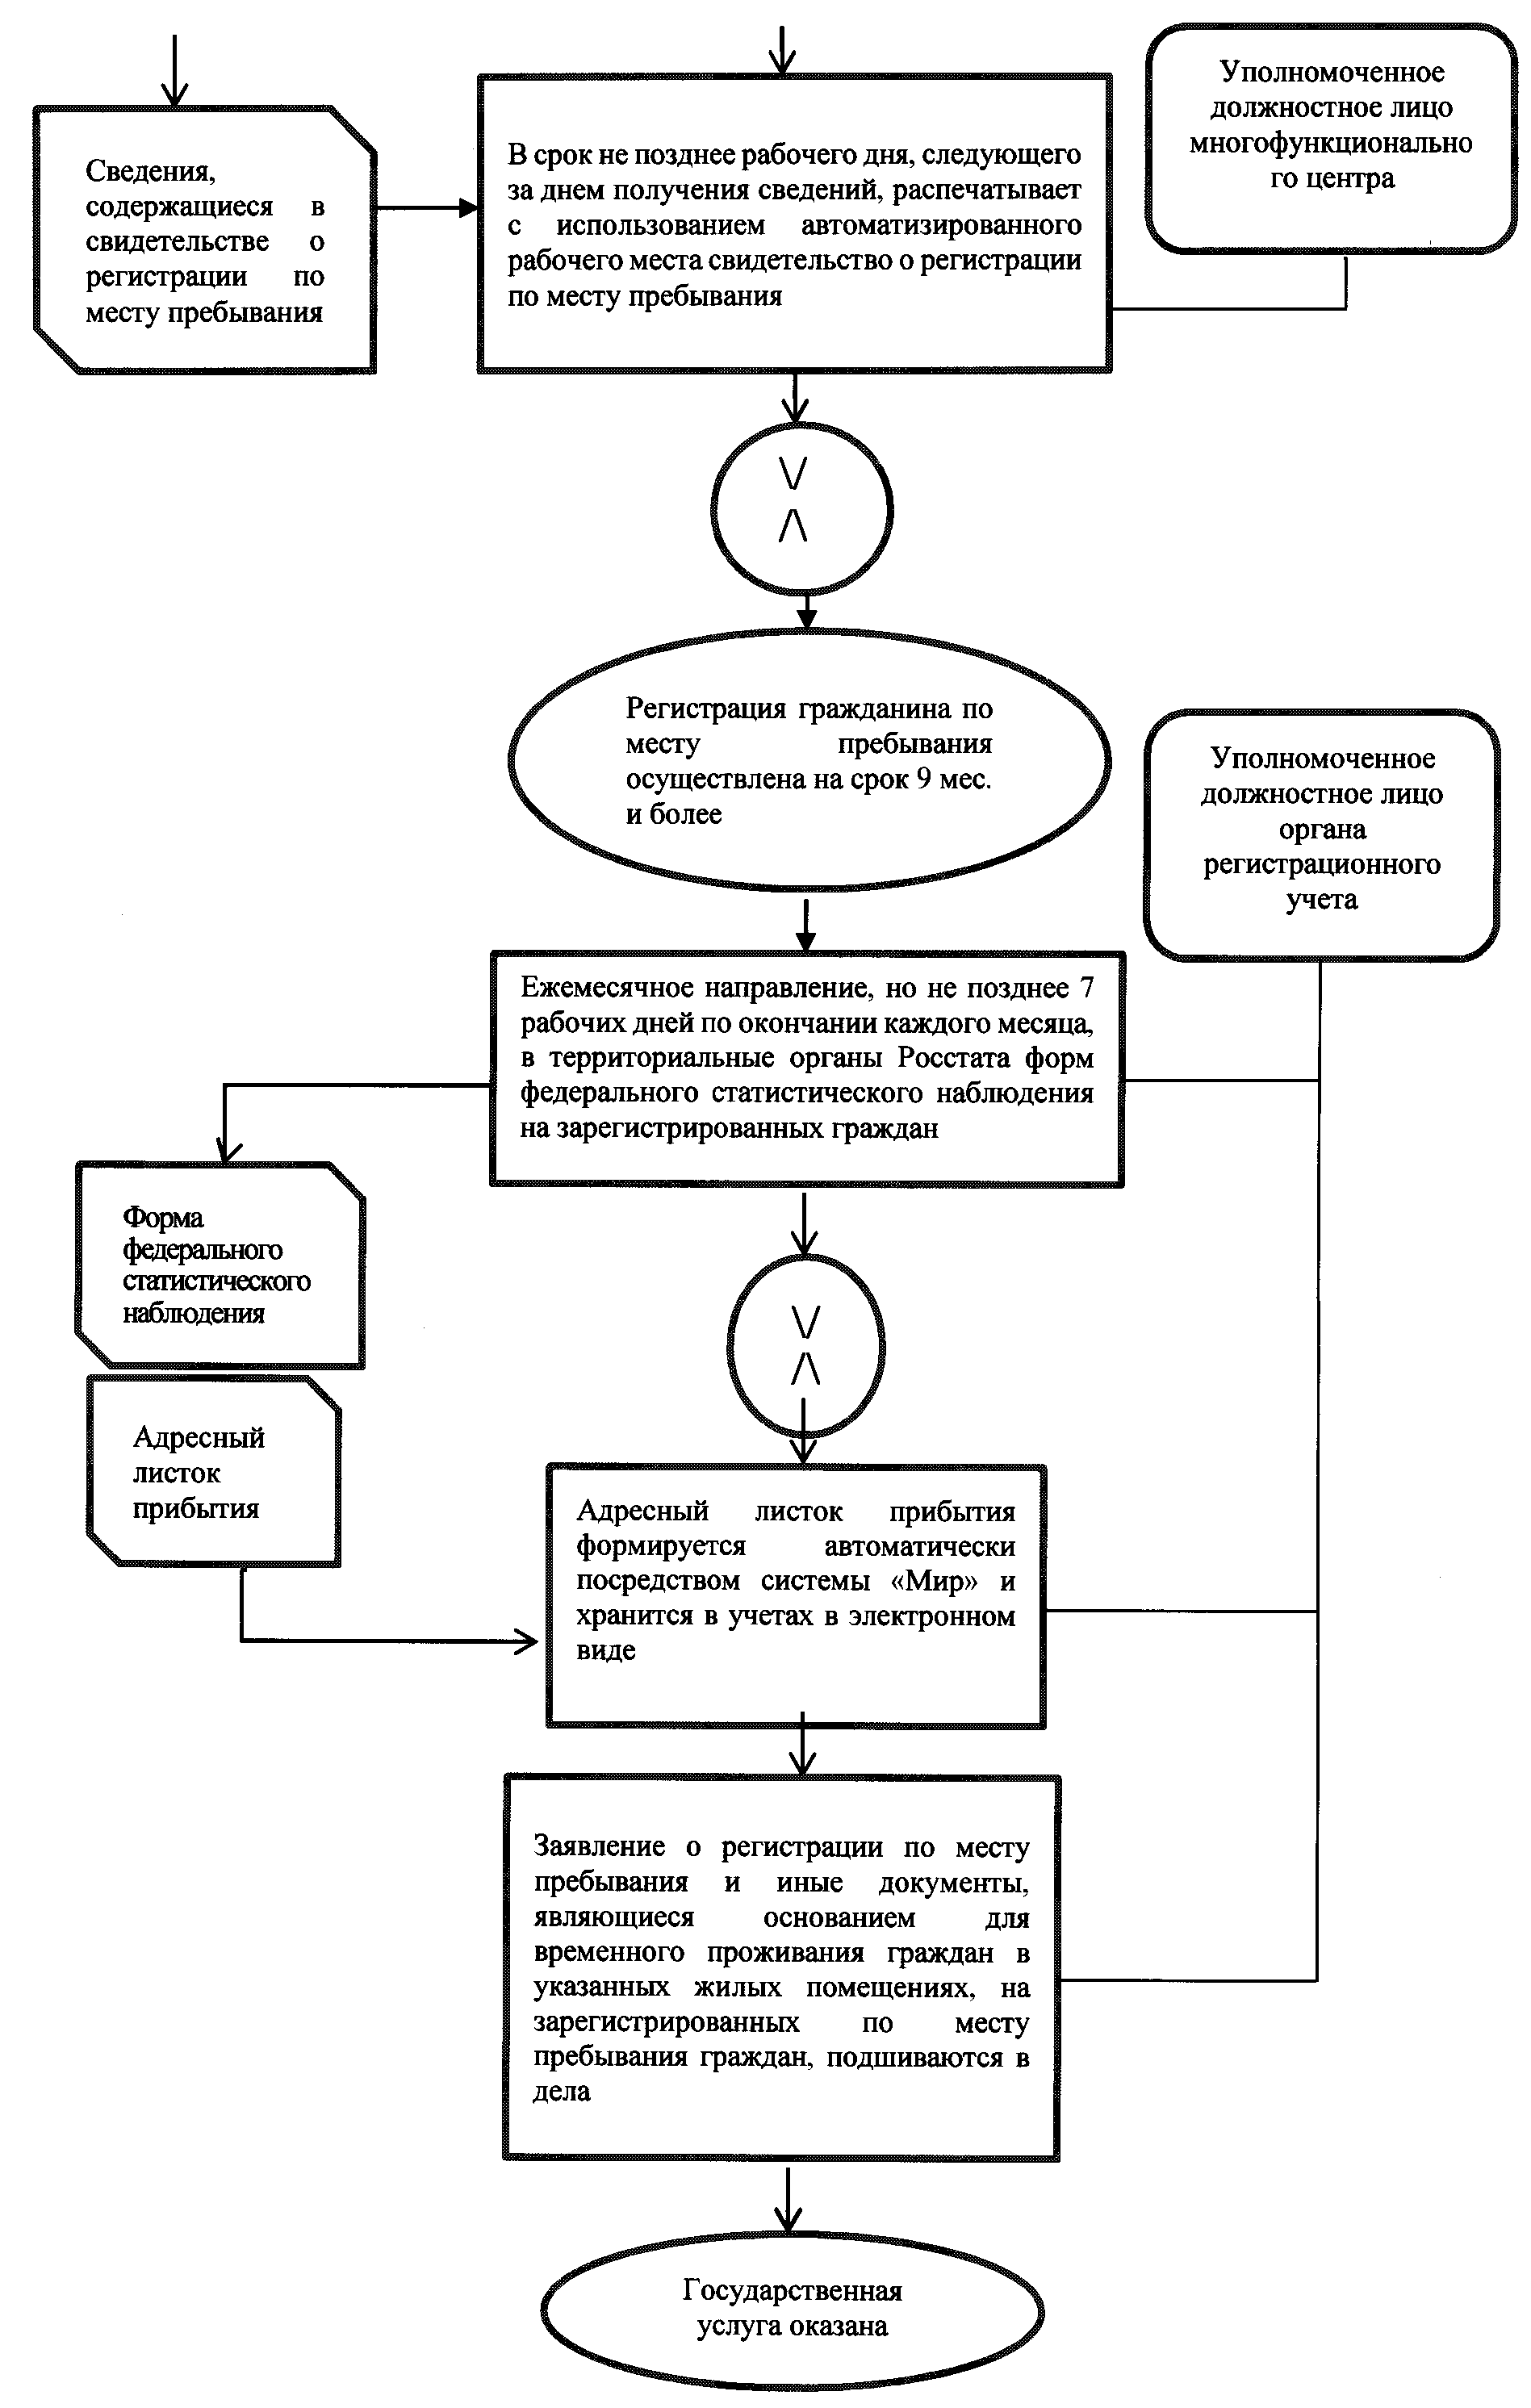 Уполномоченное
должностное лицо
многофункционально
го центра
Сведения,
содержащиеся в
свидетельстве о
регистрации по
месту пребывания
В срок не позднее рабочего дня, следующего
за днем получения сведений, распечатывает
с использованием автоматизированного
рабочего места свидетельство о регистрации
по месту пребывания
\/
/\
Регистрация гражданина по
месту пребывания
осуществлена на срок 9 мес.
и более
Уполномоченное
должностное лицо
органа
регистрационного
учета
Ежемесячное направление, но не позднее 7
рабочих дней по окончании каждого месяца,
в территориальные органы Росстата форм
федерального статистического наблюдения
на зарегистрированных граждан
Форма
федерального
статистического
наблюдения
\/
/\
Адресный
листок
прибытия
Адресный листок прибытия
формируется автоматически
посредством системы «Мир» и
хранится в учетах в электронном
виде
Заявление о регистрации по месту
пребывания и иные документы,
являющиеся основанием для
временного проживания граждан в
указанных жилых помещениях, на
зарегистрированных по месту
пребывания граждан, подшиваются в
дела
Государственная
услуга оказана